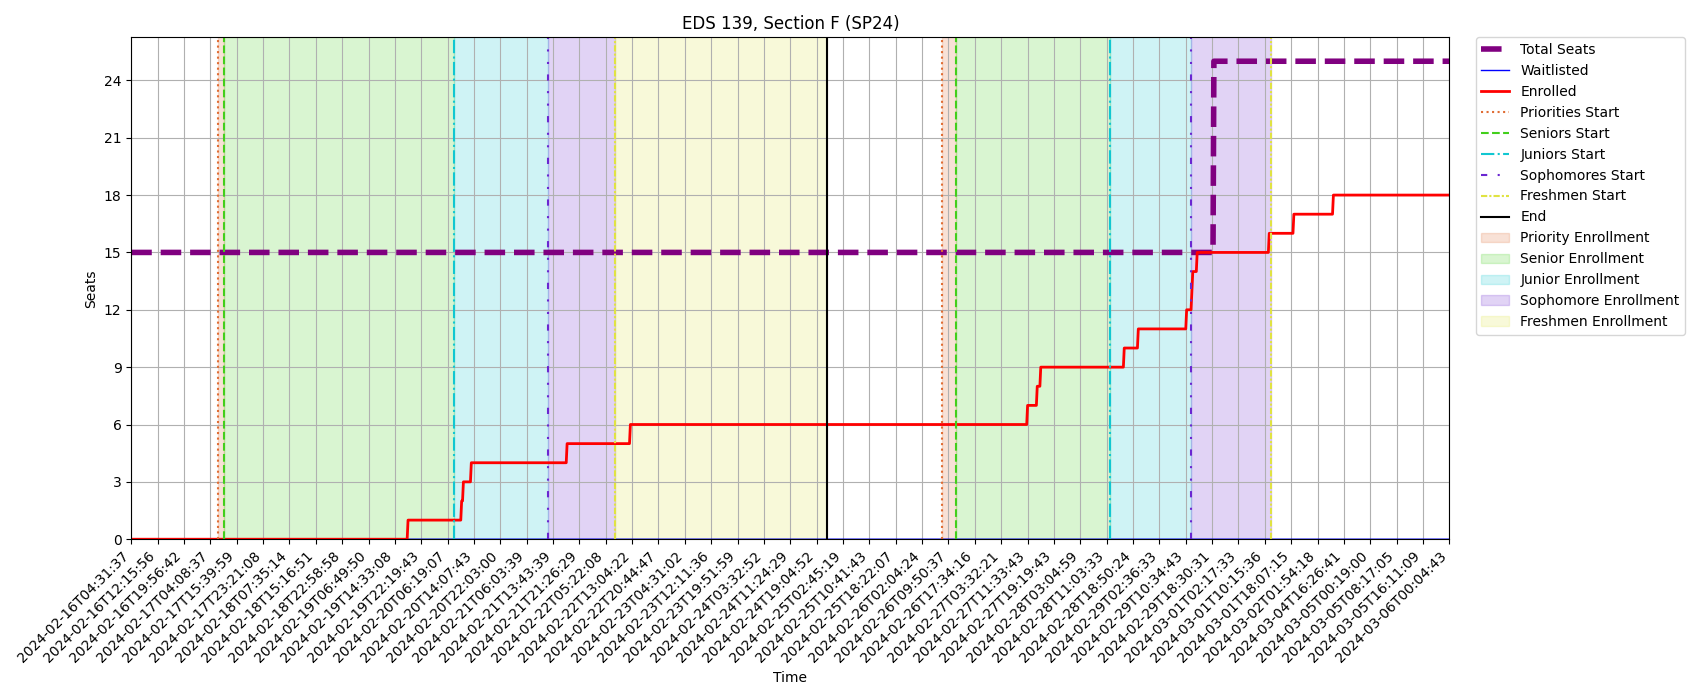 EDS 139, Section F (SP24)
Seats
24
21
18
15
12
9
6
3
0
2024-02-16T04:31:37
2024-02-16T12:15:56
2024-02-16T19:56:42
2024-02-17T04:08:37
2024-02-17T15:39:59
2024-02-17T23:21:08
2024-02-18T07:35:14
2024-02-18T15:16:51
2024-02-18T22:58:58
2024-02-19T06:49:50
2024-02-19T14:33:08
2024-02-19T22:19:43
2024-02-20T06:19:07
2024-02-20T14:07:43
2024-02-20T22:03:00
2024-02-21T06:03:39
2024-02-21T13:43:39
2024-02-21T21:26:29
2024-02-22T05:22:08
2024-02-22T13:04:22
2024-02-22T20:44:47
2024-02-23T04:31:02
2024-02-23T12:11:36
2024-02-23T19:51:59
2024-02-24T03:32:52
2024-02-24T11:24:29
2024-02-24T19:04:52
2024-02-25T02:45:19
2024-02-25T10:41:43
2024-02-25T18:22:07
2024-02-26T02:04:24
2024-02-26T09:50:37
2024-02-26T17:34:16
2024-02-27T03:32:21
2024-02-27T11:33:43
2024-02-27T19:19:43
2024-02-28T03:04:59
2024-02-28T11:03:33
2024-02-28T18:50:24
2024-02-29T02:36:33
2024-02-29T10:34:43
2024-02-29T18:30:31
2024-03-01T02:17:33
2024-03-01T10:15:36
2024-03-01T18:07:15
2024-03-02T01:54:18
2024-03-04T16:26:41
2024-03-05T00:19:00
2024-03-05T08:17:05
2024-03-05T16:11:09
2024-03-06T00:04:43
Time
Total Seats
Waitlisted
Enrolled
Priorities Start
Seniors Start
Juniors Start
Sophomores Start
Freshmen Start
End
Priority Enrollment
Senior Enrollment
Junior Enrollment
Sophomore Enrollment
Freshmen Enrollment